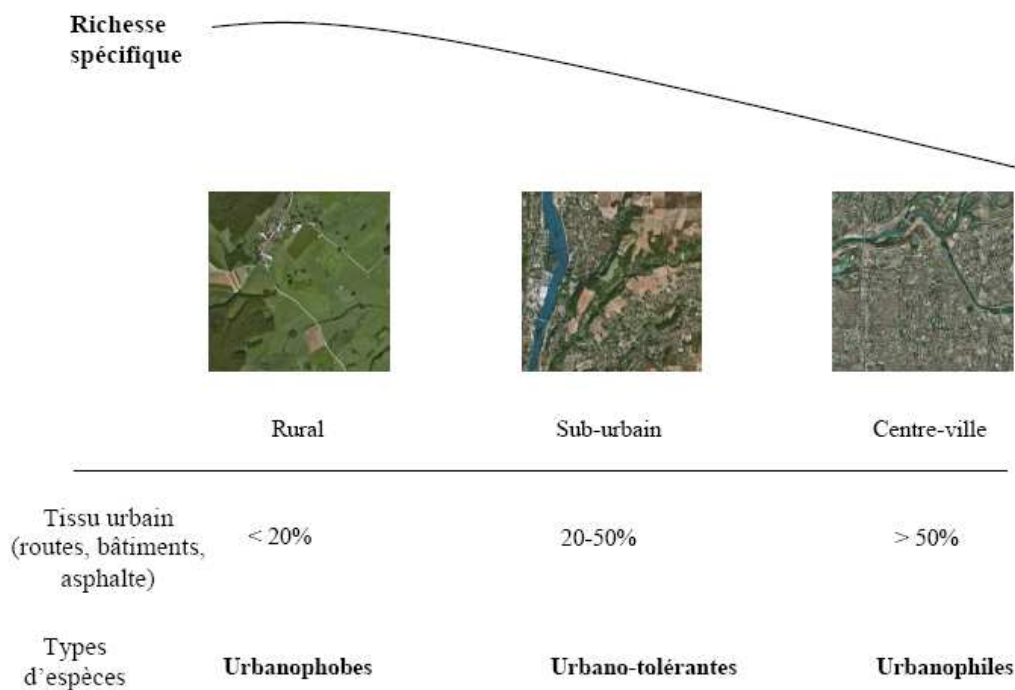 Richesse
spécifique
Rural
Sub-urbain
Centre-ville
Tissu urbain
(routes, bâtiments,
asphalte)
< 20%
20-50%
> 50%
Types
d’espèces
Urbanophobes
Urbano-tolérantes
Urbanophiles